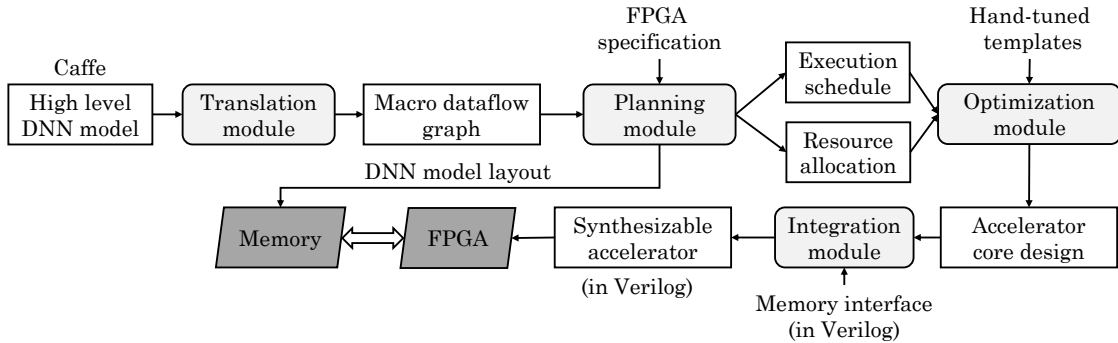 Caffe
High level
DNN model
Translation
module
Macro dataflow
graph
FPGA
specification
Planning
module
Execution
schedule
Resource
allocation
Hand-tuned
templates
Optimization
module
DNN model layout
Memory
FPGA
Synthesizable
accelerator
(in Verilog)
Integration
module
Memory interface
(in Verilog)
Accelerator
core design